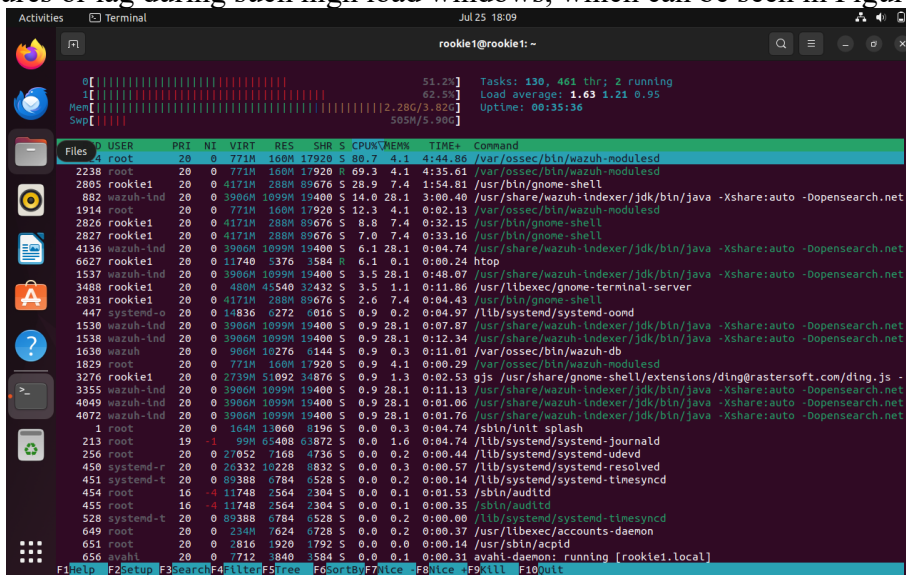 ures or lag during such high load windows, which can be seen in Figur
Activities Terminal Jul 25 18:09
rookie1@rookie1: ~
0[ 51.2%] Tasks: 130, 461 thr; 2 running
1[ 62.5%] Load average: 1.63 1.21 0.95
Mem[ 2.28G/3.82G] Uptime: 00:35:36
Swp[ 505M/5.90G]
Files D USER PRI NI VIRT RES SHR S CPU%▽MEM% TIME+ Command
4 root 20 0 771M 160M 17920 S 80.7 4.1 4:44.86 /var/ossec/bin/wazuh-modulesd
2238 root 20 0 771M 160M 17920 R 69.3 4.1 4:35.61 /var/ossec/bin/wazuh-modulesd
2805 rookie1 20 0 4171M 288M 89676 S 28.9 7.4 1:54.81 /usr/bin/gnome-shell
882 wazuh-ind 20 0 3906M 1099M 19400 S 14.0 28.1 3:00.40 /usr/share/wazuh-indexer/jdk/bin/java -Xshare:auto -Dopensearch.net
1914 root 20 0 771M 160M 17920 S 12.3 4.1 0:02.13 /var/ossec/bin/wazuh-modulesd
2826 rookie1 20 0 4171M 288M 89676 S 8.8 7.4 0:32.15 /usr/bin/gnome-shell
2827 rookie1 20 0 4171M 288M 89676 S 7.0 7.4 0:33.16 /usr/bin/gnome-shell
4136 wazuh-ind 20 0 3906M 1099M 19400 S 6.1 28.1 0:04.74 /usr/share/wazuh-indexer/jdk/bin/java -Xshare:auto -Dopensearch.net
6627 rookie1 20 0 11740 5376 3584 R 6.1 0.1 0:00.24 htop
1537 wazuh-ind 20 0 3906M 1099M 19400 S 3.5 28.1 0:48.07 /usr/share/wazuh-indexer/jdk/bin/java -Xshare:auto -Dopensearch.net
3488 rookie1 20 0 480M 45540 32432 S 3.5 1.1 0:11.86 /usr/libexec/gnome-terminal-server
2831 rookie1 20 0 4171M 288M 89676 S 2.6 7.4 0:04.43 /usr/bin/gnome-shell
447 systemd-o 20 0 14836 6272 6016 S 0.9 0.2 0:04.97 /lib/systemd/systemd-oomd
1530 wazuh-ind 20 0 3906M 1099M 19400 S 0.9 28.1 0:07.87 /usr/share/wazuh-indexer/jdk/bin/java -Xshare:auto -Dopensearch.net
1538 wazuh-ind 20 0 3906M 1099M 19400 S 0.9 28.1 0:12.34 /usr/share/wazuh-indexer/jdk/bin/java -Xshare:auto -Dopensearch.net
1630 wazuh 20 0 906M 10276 6144 S 0.9 0.3 0:11.01 /var/ossec/bin/wazuh-db
1829 root 20 0 771M 160M 17920 S 0.9 4.1 0:00.29 /var/ossec/bin/wazuh-modulesd
3276 rookie1 20 0 2739M 51092 34876 S 0.9 1.3 0:02.53 gjs /usr/share/gnome-shell/extensions/ding@rastersoft.com/ding.js -
3355 wazuh-ind 20 0 3906M 1099M 19400 S 0.9 28.1 0:11.13 /usr/share/wazuh-indexer/jdk/bin/java -Xshare:auto -Dopensearch.net
4049 wazuh-ind 20 0 3906M 1099M 19400 S 0.9 28.1 0:01.06 /usr/share/wazuh-indexer/jdk/bin/java -Xshare:auto -Dopensearch.net
4072 wazuh-ind 20 0 3906M 1099M 19400 S 0.9 28.1 0:01.76 /usr/share/wazuh-indexer/jdk/bin/java -Xshare:auto -Dopensearch.net
1 root 20 0 164M 13060 8196 S 0.0 0.3 0:04.74 /sbin/init splash
213 root 19 -1 99M 65408 63872 S 0.0 1.6 0:04.74 /lib/systemd/systemd-journald
256 root 20 0 27052 7168 4736 S 0.0 0.2 0:00.44 /lib/systemd/systemd-udevd
450 systemd-r 20 0 26332 10228 8832 S 0.0 0.3 0:00.57 /lib/systemd/systemd-resolved
451 systemd-t 20 0 89388 6784 6528 S 0.0 0.2 0:00.14 /lib/systemd/systemd-timesyncd
454 root 16 -4 11748 2564 2304 S 0.0 0.1 0:01.53 /sbin/auditd
455 root 16 -4 11748 2564 2304 S 0.0 0.1 0:00.35 /sbin/auditd
528 systemd-t 20 0 89388 6784 6528 S 0.0 0.2 0:00.00 /lib/systemd/systemd-timesyncd
649 root 20 0 234M 7624 6728 S 0.0 0.2 0:00.37 /usr/libexec/accounts-daemon
651 root 20 0 2816 1920 1792 S 0.0 0.0 0:00.14 /usr/sbin/acpid
656 avahi 20 0 7712 3840 3584 S 0.0 0.1 0:00.31 avahi-daemon: running [rookie1.local]
F1Help F2Setup F3SearchF4FilterF5Tree F6SortByF7Nice -F8Nice +F9Kill F10Quit